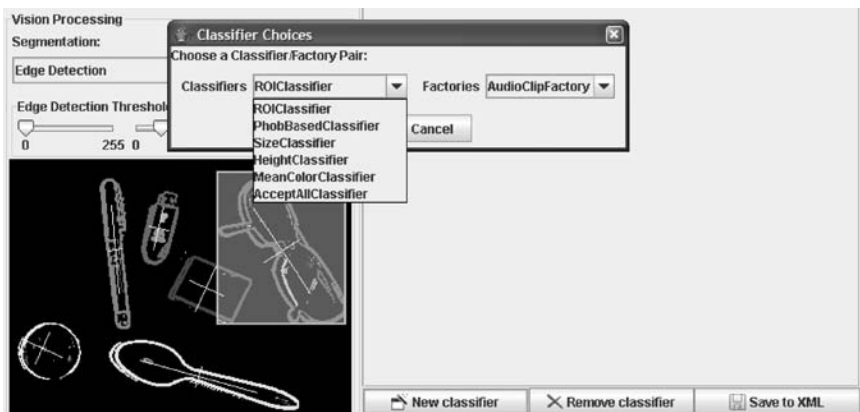 Vision Processing
Segmentation:
Edge Detection
Edge Detection Threshold
0 255 0
Classifier Choices
Choose a Classifier/Factory Pair:
Classifiers ROIClassifier Factories AudioClipFactory
ROIClassifier
PhobBasedClassifier
SizeClassifier
HeightClassifier
MeanColorClassifier
AcceptAllClassifier
Cancel
New classifier Remove classifier Save to XML